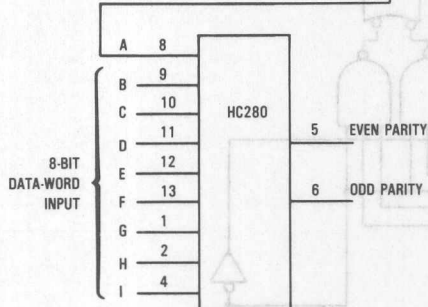 A 8
B 9
C 10
HC280
D 11
5 EVEN PARITY
8-BIT
DATA-WORD
INPUT
E 12
F 13
6 ODD PARITY
G 1
H 2
I 4